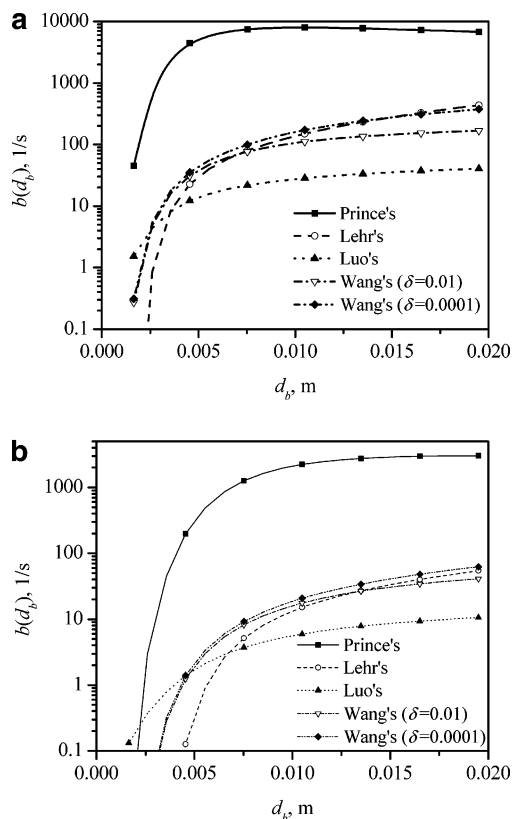 a
10000
1000
100
10
1
0.1
b(d_b), 1/s
Prince's
Lehr's
Luo's
Wang's (δ=0.01)
Wang's (δ=0.0001)
0.000 0.005 0.010 0.015 0.020
d_b, m
b
1000
100
10
1
0.1
b(d_b), 1/s
Prince's
Lehr's
Luo's
Wang's (δ=0.01)
Wang's (δ=0.0001)
0.000 0.005 0.010 0.015 0.020
d_b, m